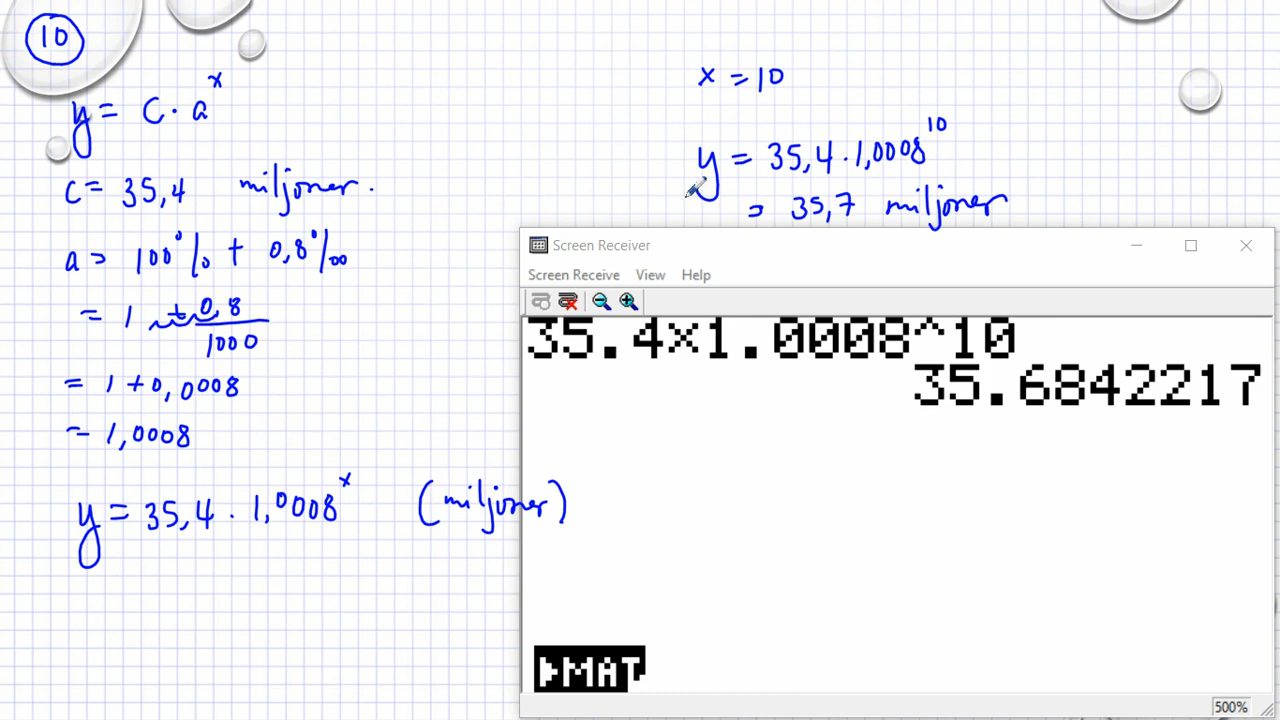 10
y = C · a^x
C = 35,4 miljoner.
a = 100% + 0,8‰
= 1 + 0,8/1000
= 1 + 0,0008
= 1,0008
y = 35,4 · 1,0008^x (miljoner)
x = 10
y = 35,4 · 1,0008^10
= 35,7 miljoner
Screen Receiver
Screen Receive View Help
35.4×1.0008^10
35.6842217
▶MAT
500%